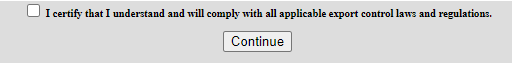 I certify that I understand and will comply with all applicable export control laws and regulations.
Continue